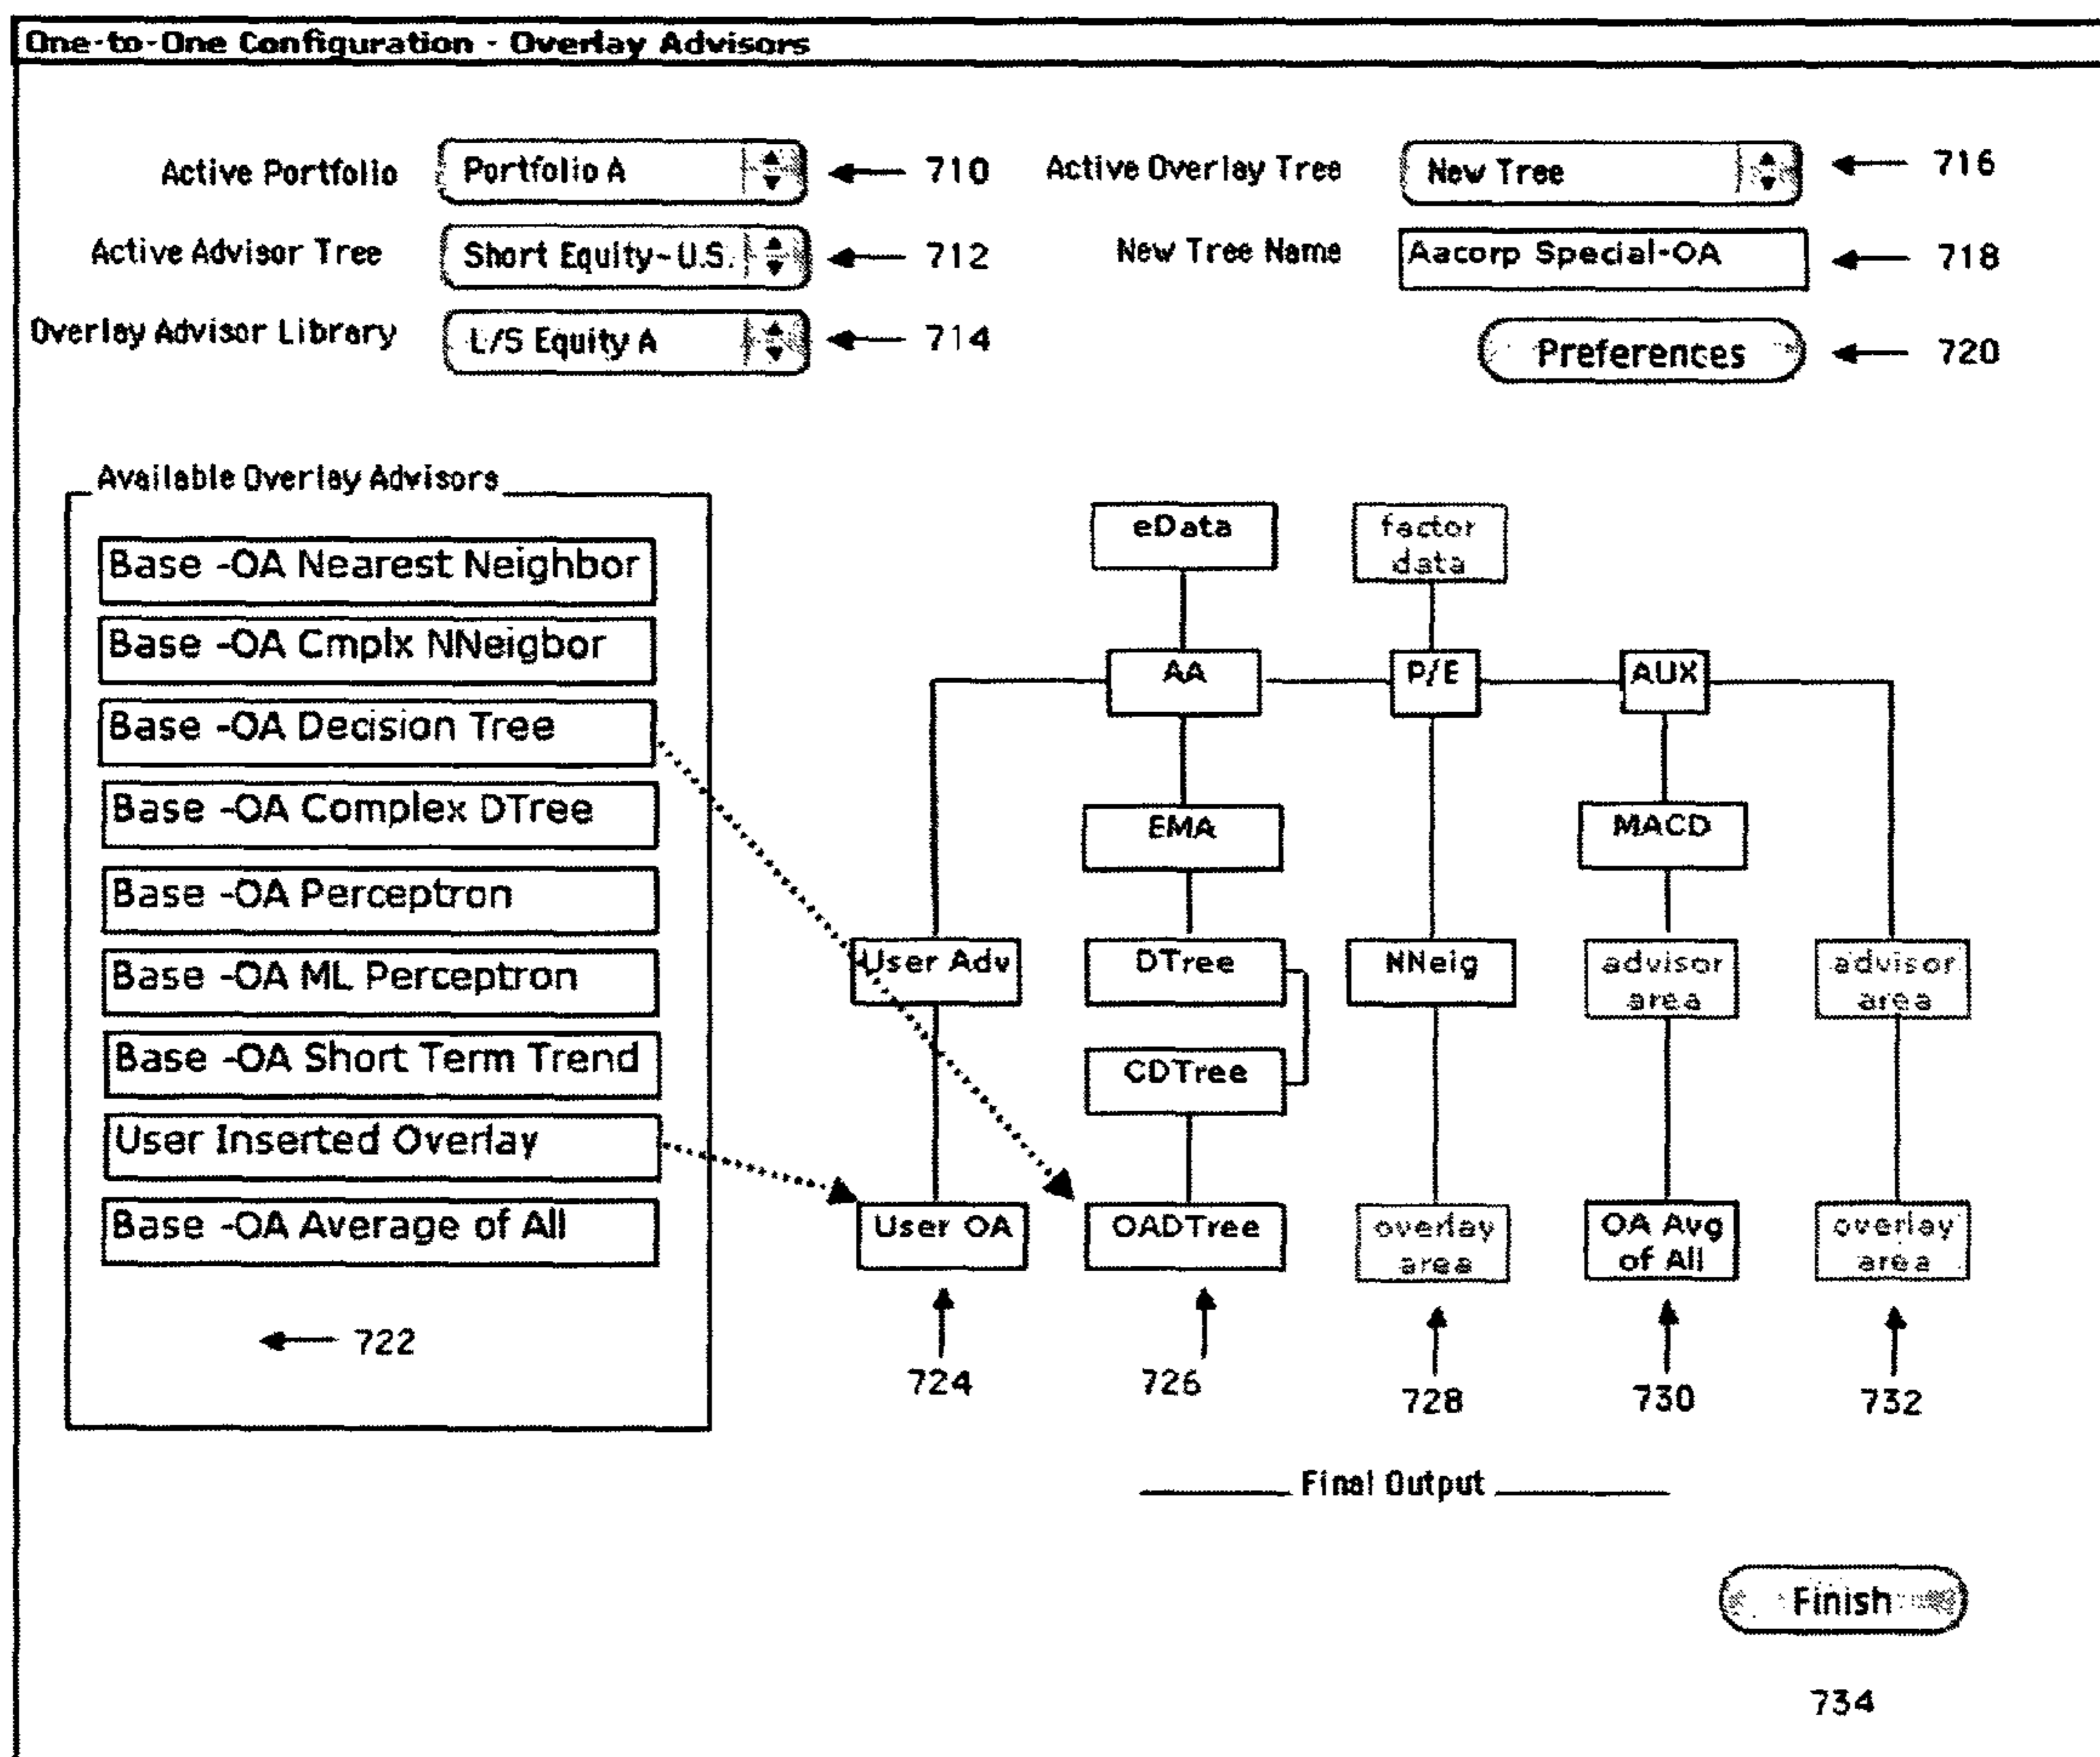 One-to-One Configuration - Overlay Advisors
Active Portfolio
Portfolio A
710
Active Overlay Tree
New Tree
716
Active Advisor Tree
Short Equity-U.S.
712
New Tree Name
Aacorp Special-OA
718
Overlay Advisor Library
L/S Equity A
714
Preferences
720
Available Overlay Advisors
Base -OA Nearest Neighbor
Base -OA Cmplx NNeigbor
Base -OA Decision Tree
Base -OA Complex DTree
Base -OA Perceptron
Base -OA ML Perceptron
Base -OA Short Term Trend
User Inserted Overlay
Base -OA Average of All
722
eData
factor
data
AA
P/E
AUX
EMA
MACD
User Adv
DTree
NNeig
advisor
area
advisor
area
CDTree
User OA
OADTree
overlay
area
OA Avg
of All
overlay
area
724
726
728
730
732
Final Output
Finish
734